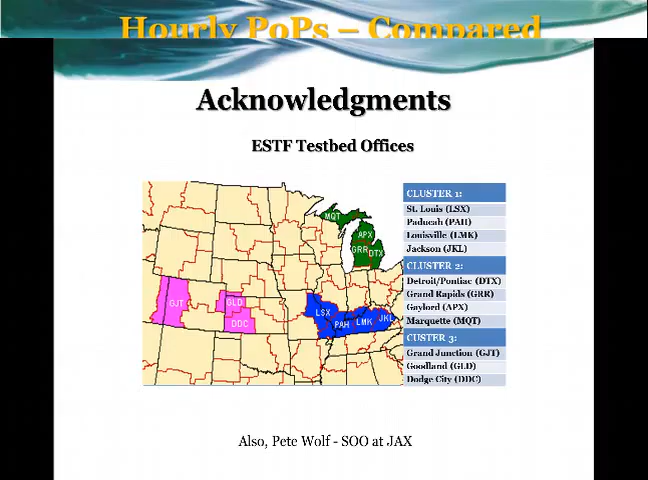 Hourly PoPs – Compared
Acknowledgments
ESTF Testbed Offices
CLUSTER 1:
St. Louis (LSX)
Paducah (PAH)
Louisville (LMK)
Jackson (JKL)
CLUSTER 2:
Detroit/Pontiac (DTX)
Grand Rapids (GRR)
Gaylord (APX)
Marquette (MQT)
CUSTER 3:
Grand Junction (GJT)
Goodland (GLD)
Dodge City (DDC)
MQT
APX
GRR
DTX
GJT
GLD
DDC
LSX
PAH
LMK
JKL
Also, Pete Wolf - SOO at JAX